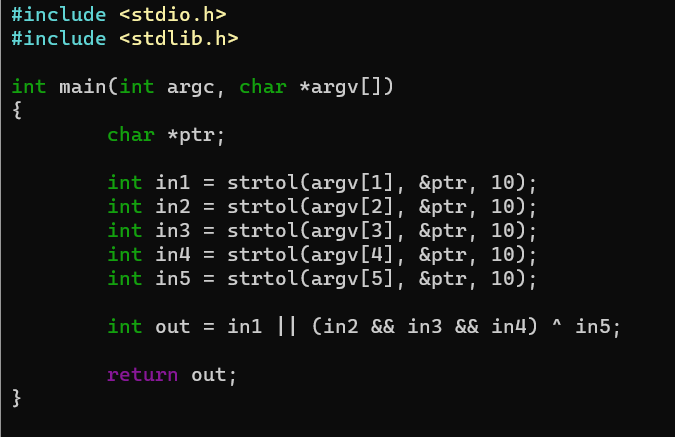 #include <stdio.h>
#include <stdlib.h>
int main(int argc, char *argv[])
{
        char *ptr;
        int in1 = strtol(argv[1], &ptr, 10);
        int in2 = strtol(argv[2], &ptr, 10);
        int in3 = strtol(argv[3], &ptr, 10);
        int in4 = strtol(argv[4], &ptr, 10);
        int in5 = strtol(argv[5], &ptr, 10);
        int out = in1 || (in2 && in3 && in4) ^ in5;
        return out;
}